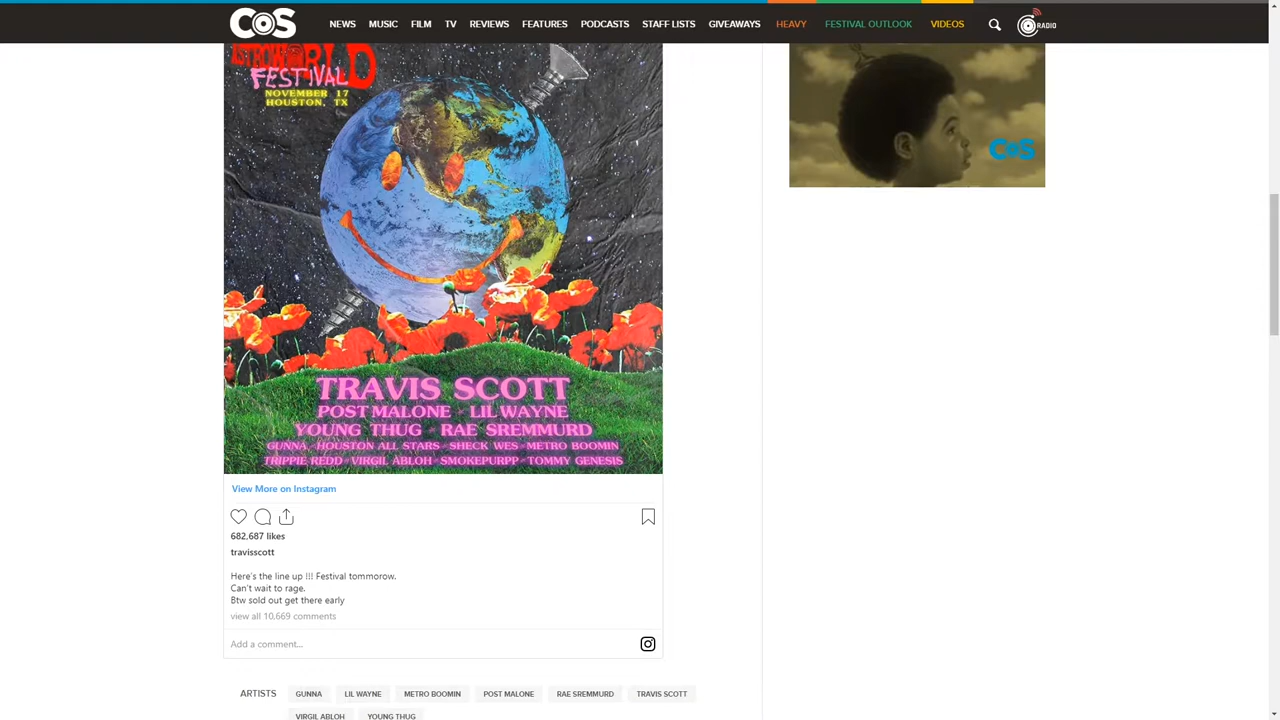 COS NEWS MUSIC FILM TV REVIEWS FEATURES PODCASTS STAFF LISTS GIVEAWAYS HEAVY FESTIVAL OUTLOOK VIDEOS RADIO
ASTROWORLD
FESTIVAL
NOVEMBER 17
HOUSTON, TX
COS
TRAVIS SCOTT
POST MALONE - LIL WAYNE
YOUNG THUG - RAE SREMMURD
GUNNA - HOUSTON ALL STARS - SHECK WES - METRO BOOMIN
TRIPPIE REDD - VIRGIL ABLOH - SMOKEPURPP - TOMMY GENESIS
View More on Instagram
682,687 likes
travisscott
Here's the line up !!! Festival tommorow.
Can't wait to rage.
Btw sold out get there early
view all 10,669 comments
Add a comment...
ARTISTS GUNNA LIL WAYNE METRO BOOMIN POST MALONE RAE SREMMURD TRAVIS SCOTT
VIRGIL ABLOH YOUNG THUG